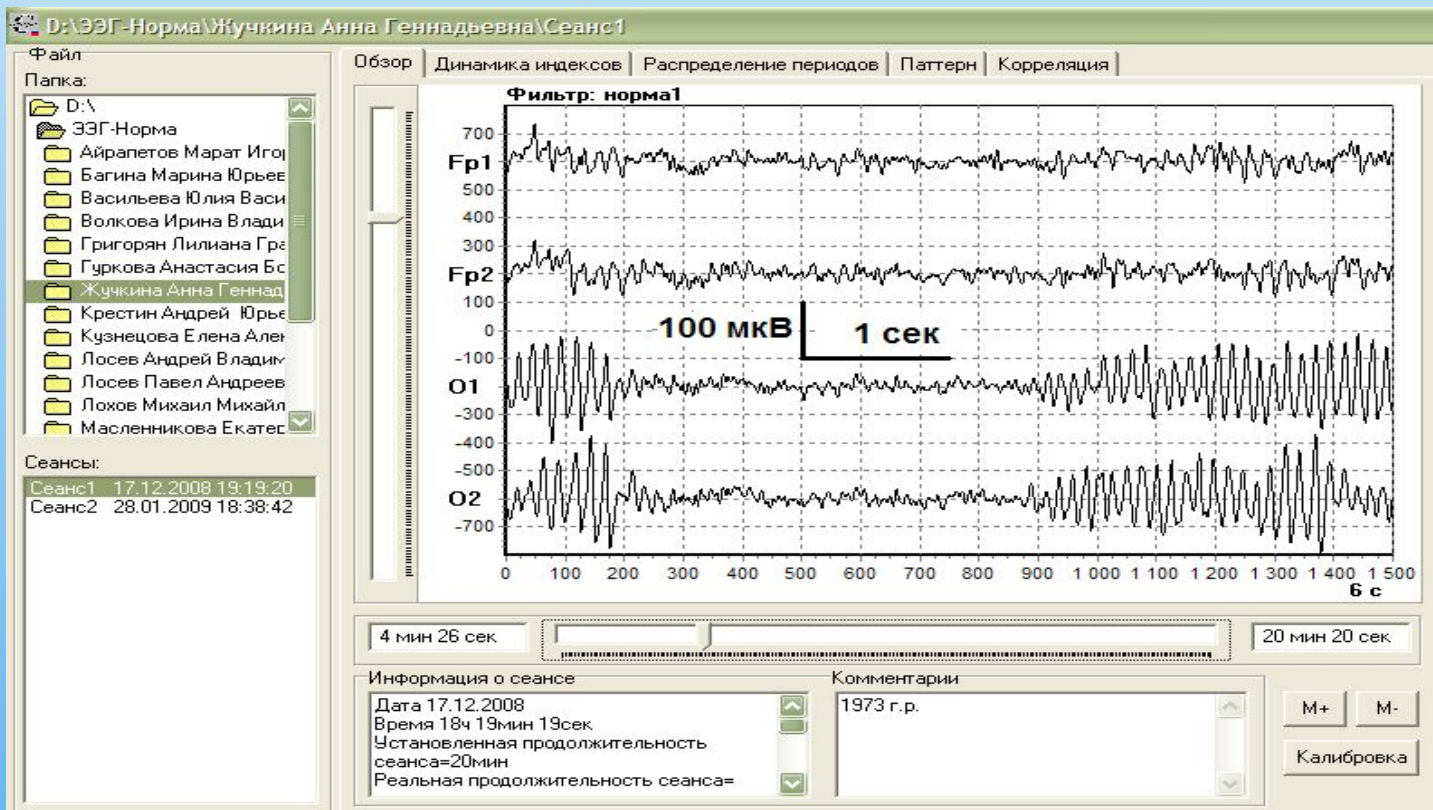 D:\ЭЭГ-Норма\Жучкина Анна Геннадьевна\Сеанс1
Файл
Папка:
D:\
ЭЭГ-Норма
Айрапетов Марат Иго
Багина Марина Юрьев
Васильева Юлия Васи
Волкова Ирина Влади
Григорян Лилиана Гра
Гуркова Анастасия Бо
Жучкина Анна Геннад
Крестин Андрей Юрье
Кузнецова Елена Алек
Лосев Андрей Владим
Лосев Павел Андреев
Лохов Михаил Михайл
Масленникова Екатер
Сеансы:
Сеанс1 17.12.2008 19:19:20
Сеанс2 28.01.2009 18:38:42
Обзор Динамика индексов Распределение периодов Паттерн Корреляция
Фильтр: норма1
700
Fp1
500
400
300
Fp2
100
0
-100
O1
-300
-400
-500
O2
-700
100 мкВ 1 сек
0 100 200 300 400 500 600 700 800 900 1 000 1 100 1 200 1 300 1 400 1 500
6 с
4 мин 26 сек 20 мин 20 сек
Информация о сеансе
Дата 17.12.2008
Время 18ч 19мин 19сек
Установленная продолжительность
сеанса=20мин
Реальная продолжительность сеанса=
Комментарии
1973 г.р.
М+ М-
Калибровка